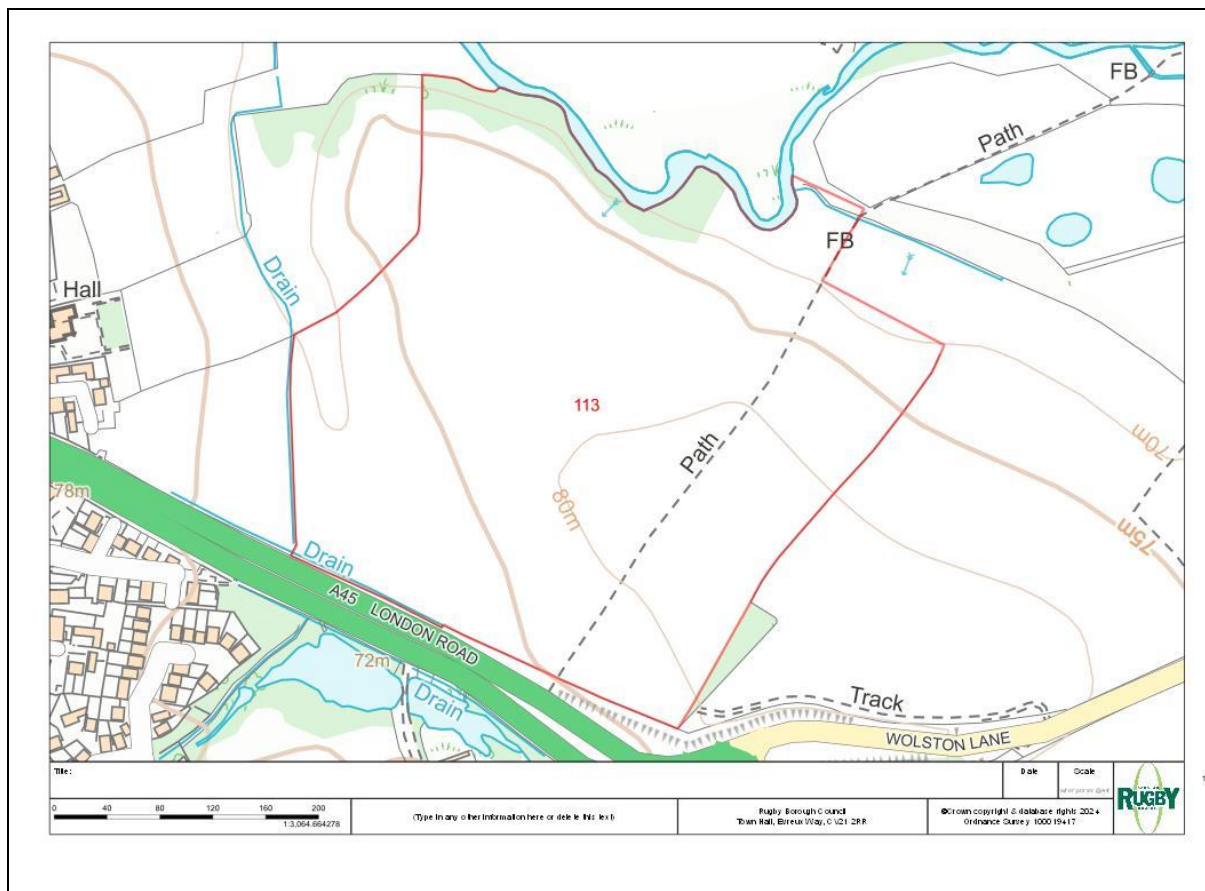 FB
Path
FB
Drain
Hall
113
Path
70m
80m
75m
78m
Drain
A45 LONDON ROAD
72m
Drain
Track
WOLSTON LANE
Title:
Date
Scale
0 40 80 120 160 200
1:3,064.664278
(Type in any other information here or delete this text)
Rugby Borough Council
Town Hall, Evreux Way, CV21 2RR
©Crown copyright & database rights 2024
Ordnance Survey 100019417
RUGBY